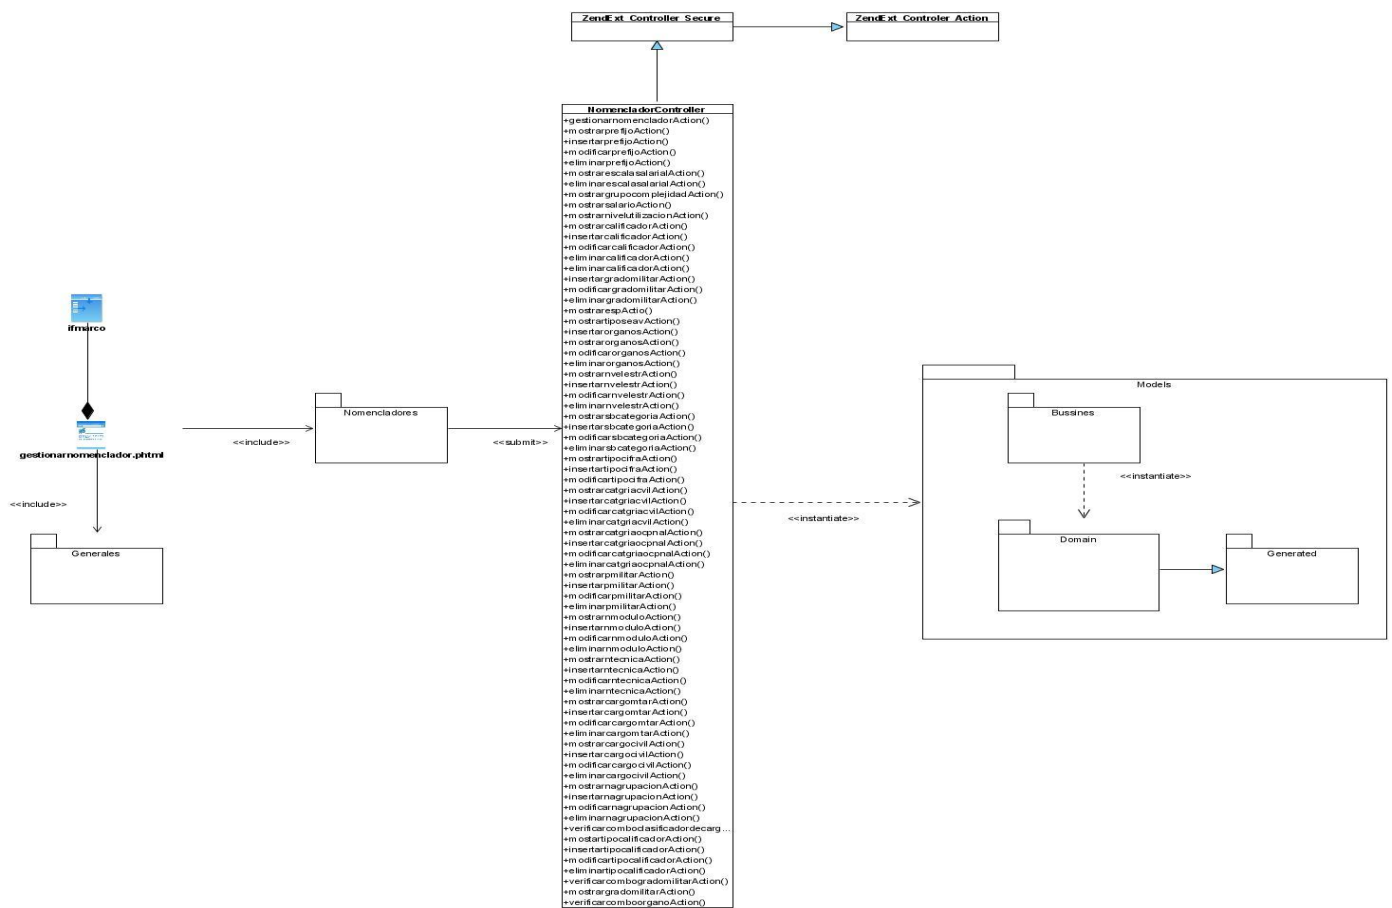 ZendExt_Controller_Secure
ZendExt_Controler_Action
NomencladorController
+gestionarnomencladorAction()
+mostrarprefijoAction()
+insertarprefijoAction()
+modificarprefijoAction()
+eliminarprefijoAction()
+mostrarescalasalarialAction()
+eliminarescalasalarialAction()
+mostrargrupocomplejidadAction()
+mostrarsalarioAction()
+mostrarnivelutilizacionAction()
+mostrarcalificadorAction()
+insertarcalificadorAction()
+modificarcalificadorAction()
+eliminarcalificadorAction()
+eliminarcalificadorAction()
+insertargradomilitarAction()
+modificargradomilitarAction()
+eliminargradomilitarAction()
+mostrarespActio()
+mostrartiposeavAction()
+insertarorganosAction()
+mostrarorganosAction()
+modificarorganosAction()
+eliminarorganosAction()
+mostrarnvelestrAction()
+insertarnvelestrAction()
+modificarnvelestrAction()
+eliminarnvelestrAction()
+mostrarsbcategoriaAction()
+insertarsbcategoriaAction()
+modificarsbcategoriaAction()
+eliminarsbcategoriaAction()
+mostrartipocifraAction()
+insertartipocifraAction()
+modificartipocifraAction()
+mostrarcatgriacvilAction()
+insertarcatgriacvilAction()
+modificarcatgriacvilAction()
+eliminarcatgriacvilAction()
+mostrarcatgriaocpnalAction()
+insertarcatgriaocpnalAction()
+modificarcatgriaocpnalAction()
+eliminarcatgriaocpnalAction()
+mostrarpmilitarAction()
+insertarpmilitarAction()
+modificarpmilitarAction()
+eliminarpmilitarAction()
+mostrarnmoduloAction()
+insertarnmoduloAction()
+modificarnmoduloAction()
+eliminarnmoduloAction()
+mostrarntecnicaAction()
+insertarntecnicaAction()
+modificarntecnicaAction()
+eliminarntecnicaAction()
+mostrarcargomtarAction()
+insertarcargomtarAction()
+modificarcargomtarAction()
+eliminarcargomtarAction()
+mostrarcargocivilAction()
+insertarcargocivilAction()
+modificarcargocivilAction()
+eliminarcargocivilAction()
+mostrarnagrupacionAction()
+insertarnagrupacionAction()
+modificarnagrupacionAction()
+eliminarnagrupacionAction()
+verificarcomboclasificadordecarg...
+mostartipocalificadorAction()
+insertartipocalificadorAction()
+modificartipocalificadorAction()
+eliminartipocalificadorAction()
+verificarcombogradomilitarAction()
+mostrargradomilitarAction()
+verificarcomboorganoAction()
ifmarco
gestionarnomenclador.phtml
<<include>>
Generales
<<include>>
Nomencladores
<<submit>>
<<instantiate>>
Models
Bussines
<<instantiate>>
Domain
Generated